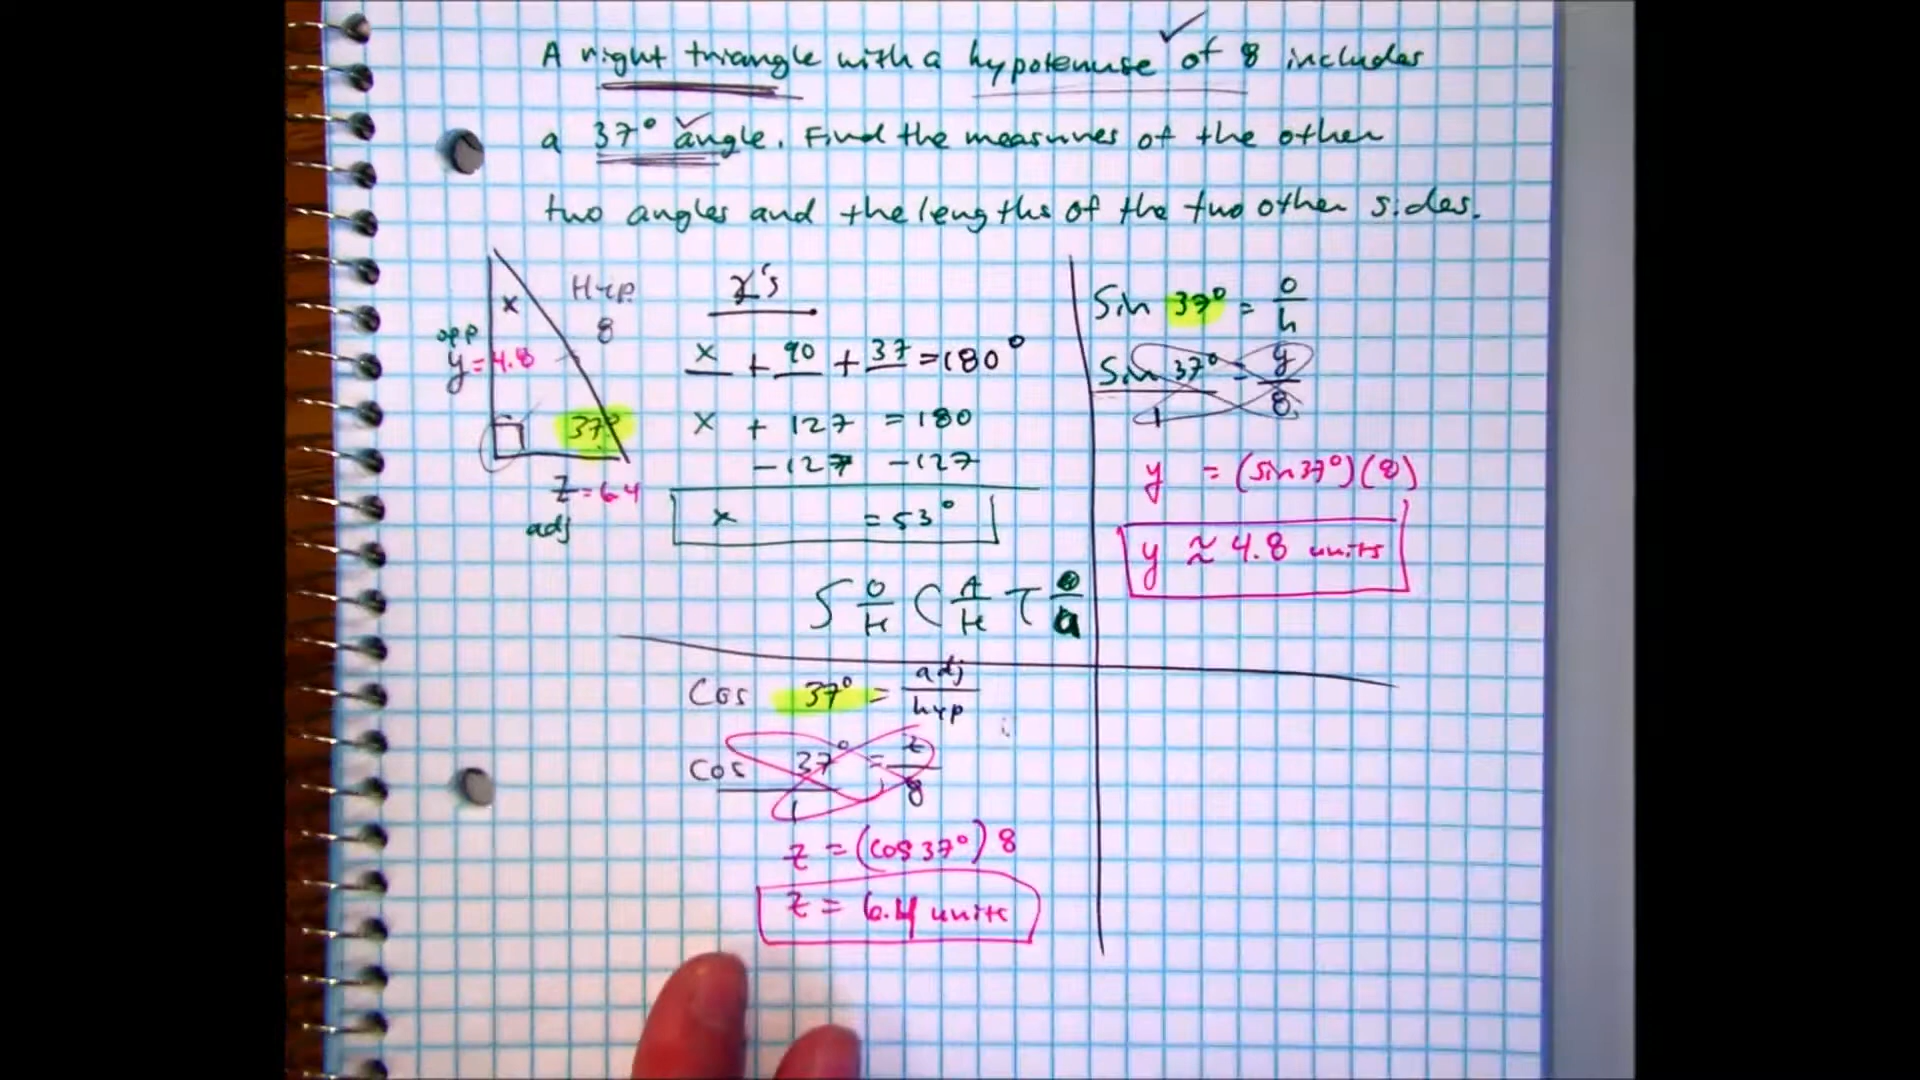 A right triangle with a hypotenuse of 8 includes
a 37° angle. Find the measures of the other
two angles and the lengths of the two other sides.
x
Hyp.
8
opp
y = 4.8
37°
z = 6.4
adj
∡'s
x + 90 + 37 = 180°
x + 127 = 180
-127 -127
x = 53°
S O/H C A/H T O/A
Sin 37° = o/h
Sin 37°/1 = y/8
y = (sin 37°)(8)
y ≈ 4.8 units
Cos 37° = adj/hyp
Cos 37°/1 = z/8
z = (cos 37°) 8
z = 6.4 units